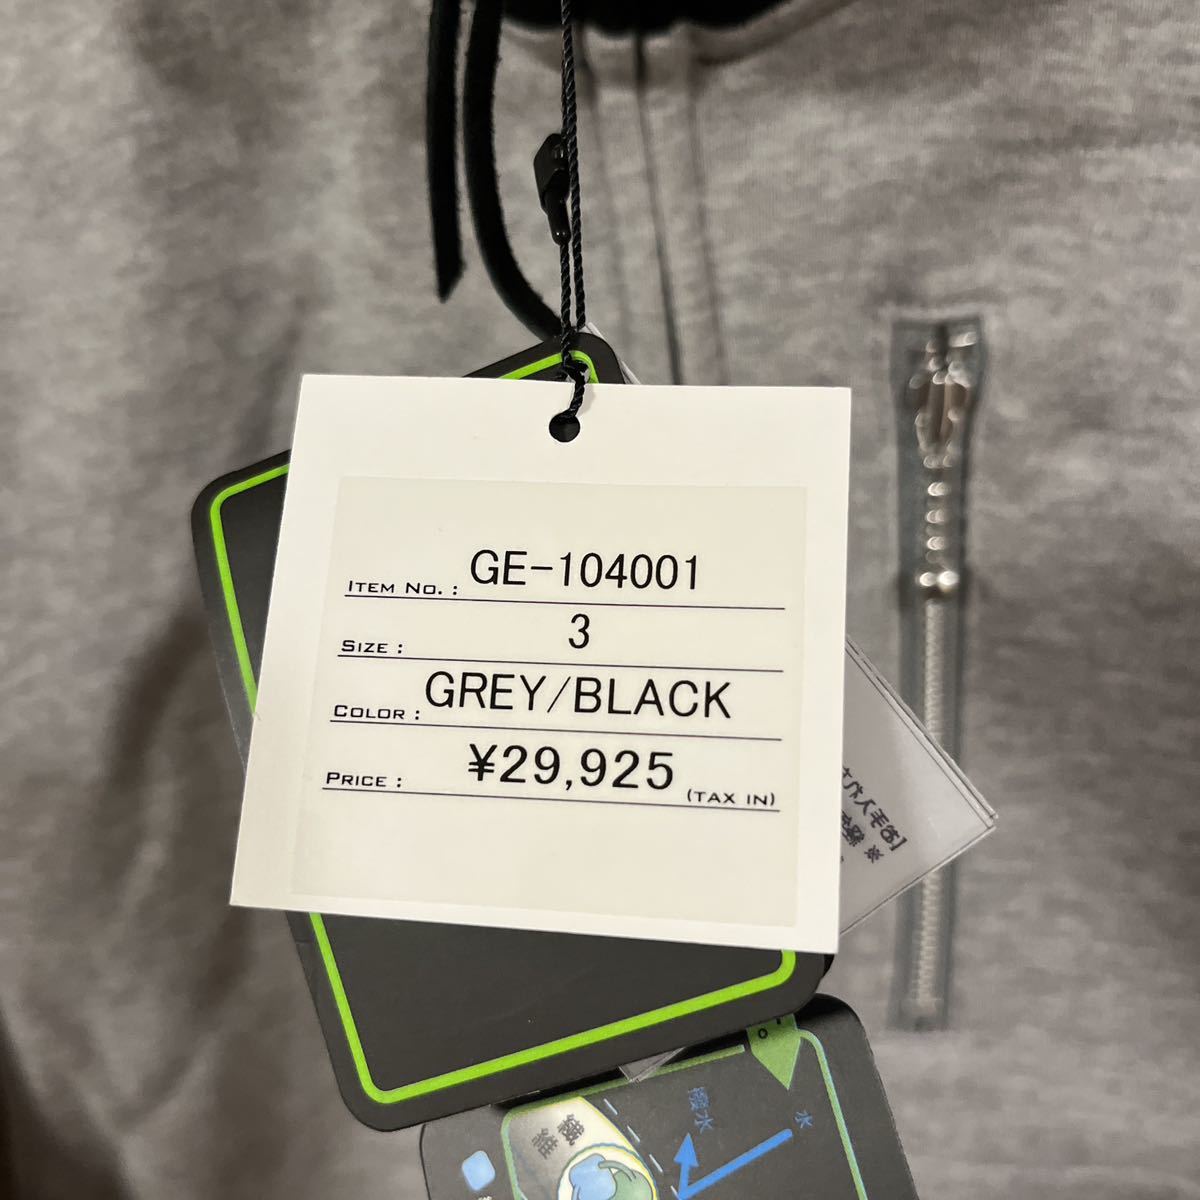 ITEM NO. : GE-104001
SIZE : 3
COLOR : GREY/BLACK
PRICE : ¥29,925 (TAX IN)
撥水
水
繊維